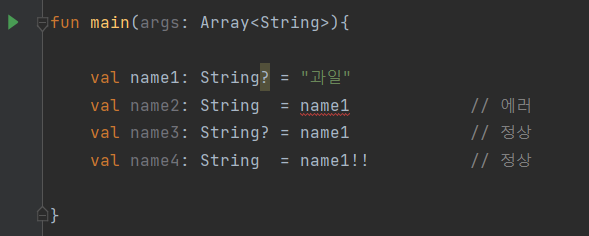 fun main(args: Array<String>){
val name1: String? = "과일"
val name2: String = name1 // 에러
val name3: String? = name1 // 정상
val name4: String = name1!! // 정상
}